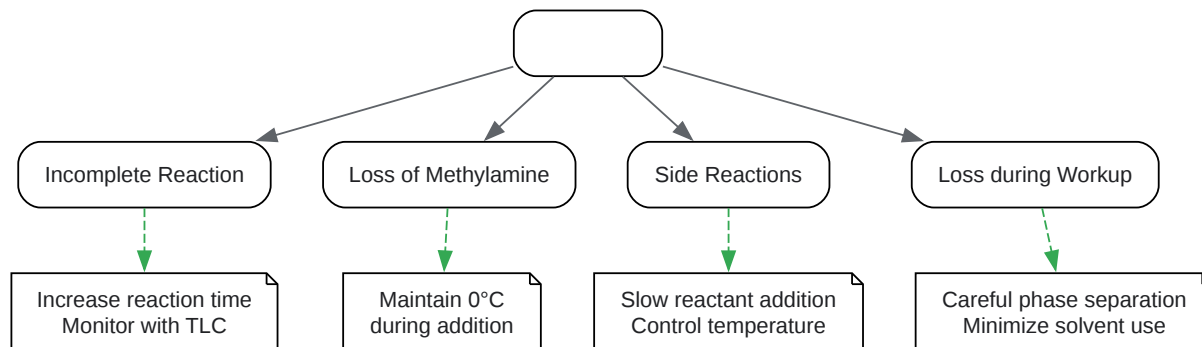 Incomplete Reaction
Loss of Methylamine
Side Reactions
Loss during Workup
Increase reaction time
Monitor with TLC
Maintain 0°C
during addition
Slow reactant addition
Control temperature
Careful phase separation
Minimize solvent use